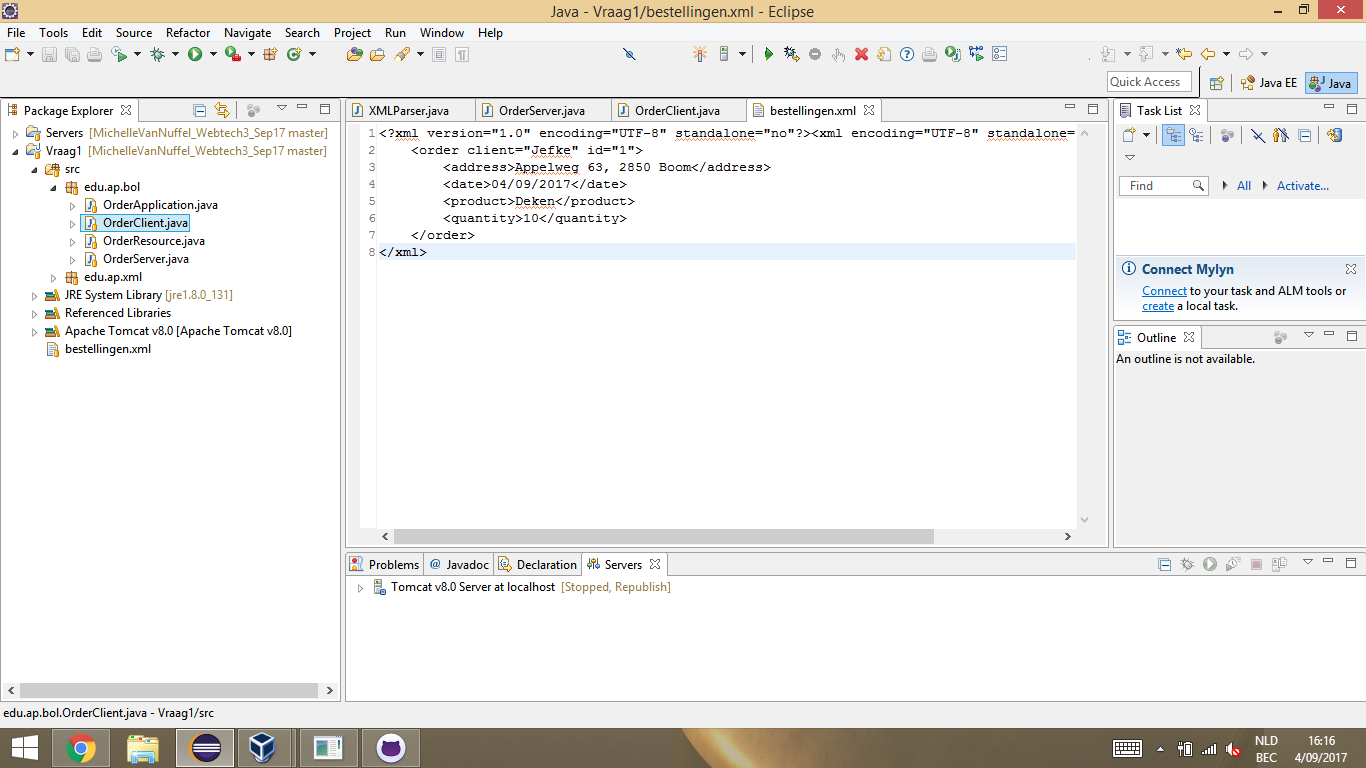 Java - Vraag1/bestellingen.xml - Eclipse
File Tools Edit Source Refactor Navigate Search Project Run Window Help
Quick Access
Java EE
Java
Package Explorer
Servers [MichelleVanNuffel_Webtech3_Sep17 master]
Vraag1 [MichelleVanNuffel_Webtech3_Sep17 master]
src
edu.ap.bol
OrderApplication.java
OrderClient.java
OrderResource.java
OrderServer.java
edu.ap.xml
JRE System Library [jre1.8.0_131]
Referenced Libraries
Apache Tomcat v8.0 [Apache Tomcat v8.0]
bestellingen.xml
XMLParser.java OrderServer.java OrderClient.java bestellingen.xml
1 <?xml version="1.0" encoding="UTF-8" standalone="no"?><xml encoding="UTF-8" standalone=
2 <order client="Jefke" id="1">
3 <address>Appelweg 63, 2850 Boom</address>
4 <date>04/09/2017</date>
5 <product>Deken</product>
6 <quantity>10</quantity>
7 </order>
8 </xml>
Task List
Find All Activate...
Connect Mylyn
Connect to your task and ALM tools or
create a local task.
Outline
An outline is not available.
Problems @ Javadoc Declaration Servers
Tomcat v8.0 Server at localhost [Stopped, Republish]
edu.ap.bol.OrderClient.java - Vraag1/src
NLD
BEC
16:16
4/09/2017